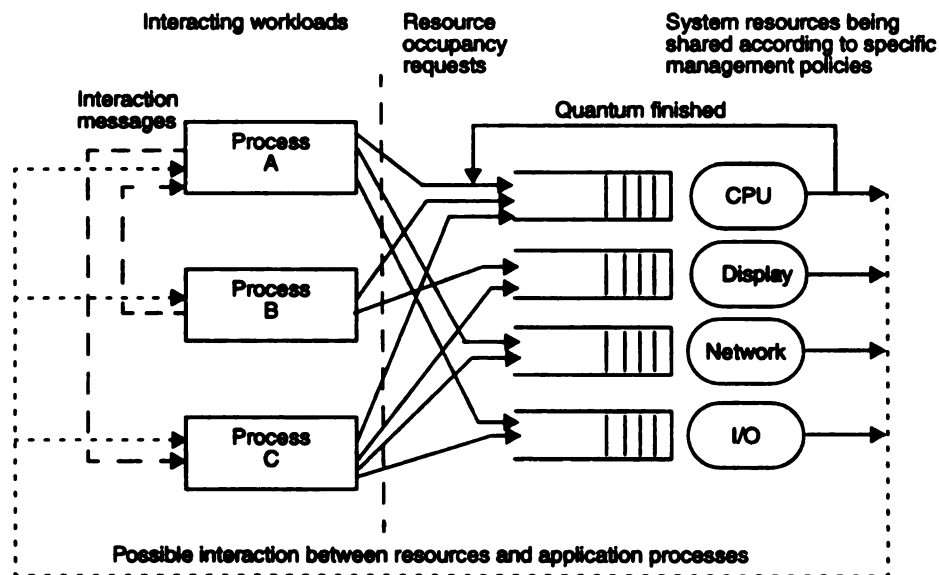 Interacting workloads
Resource
occupancy
requests
System resources being
shared according to specific
management policies
Interaction
messages
Quantum finished
Process
A
Process
B
Process
C
CPU
Display
Network
I/O
Possible interaction between resources and application processes